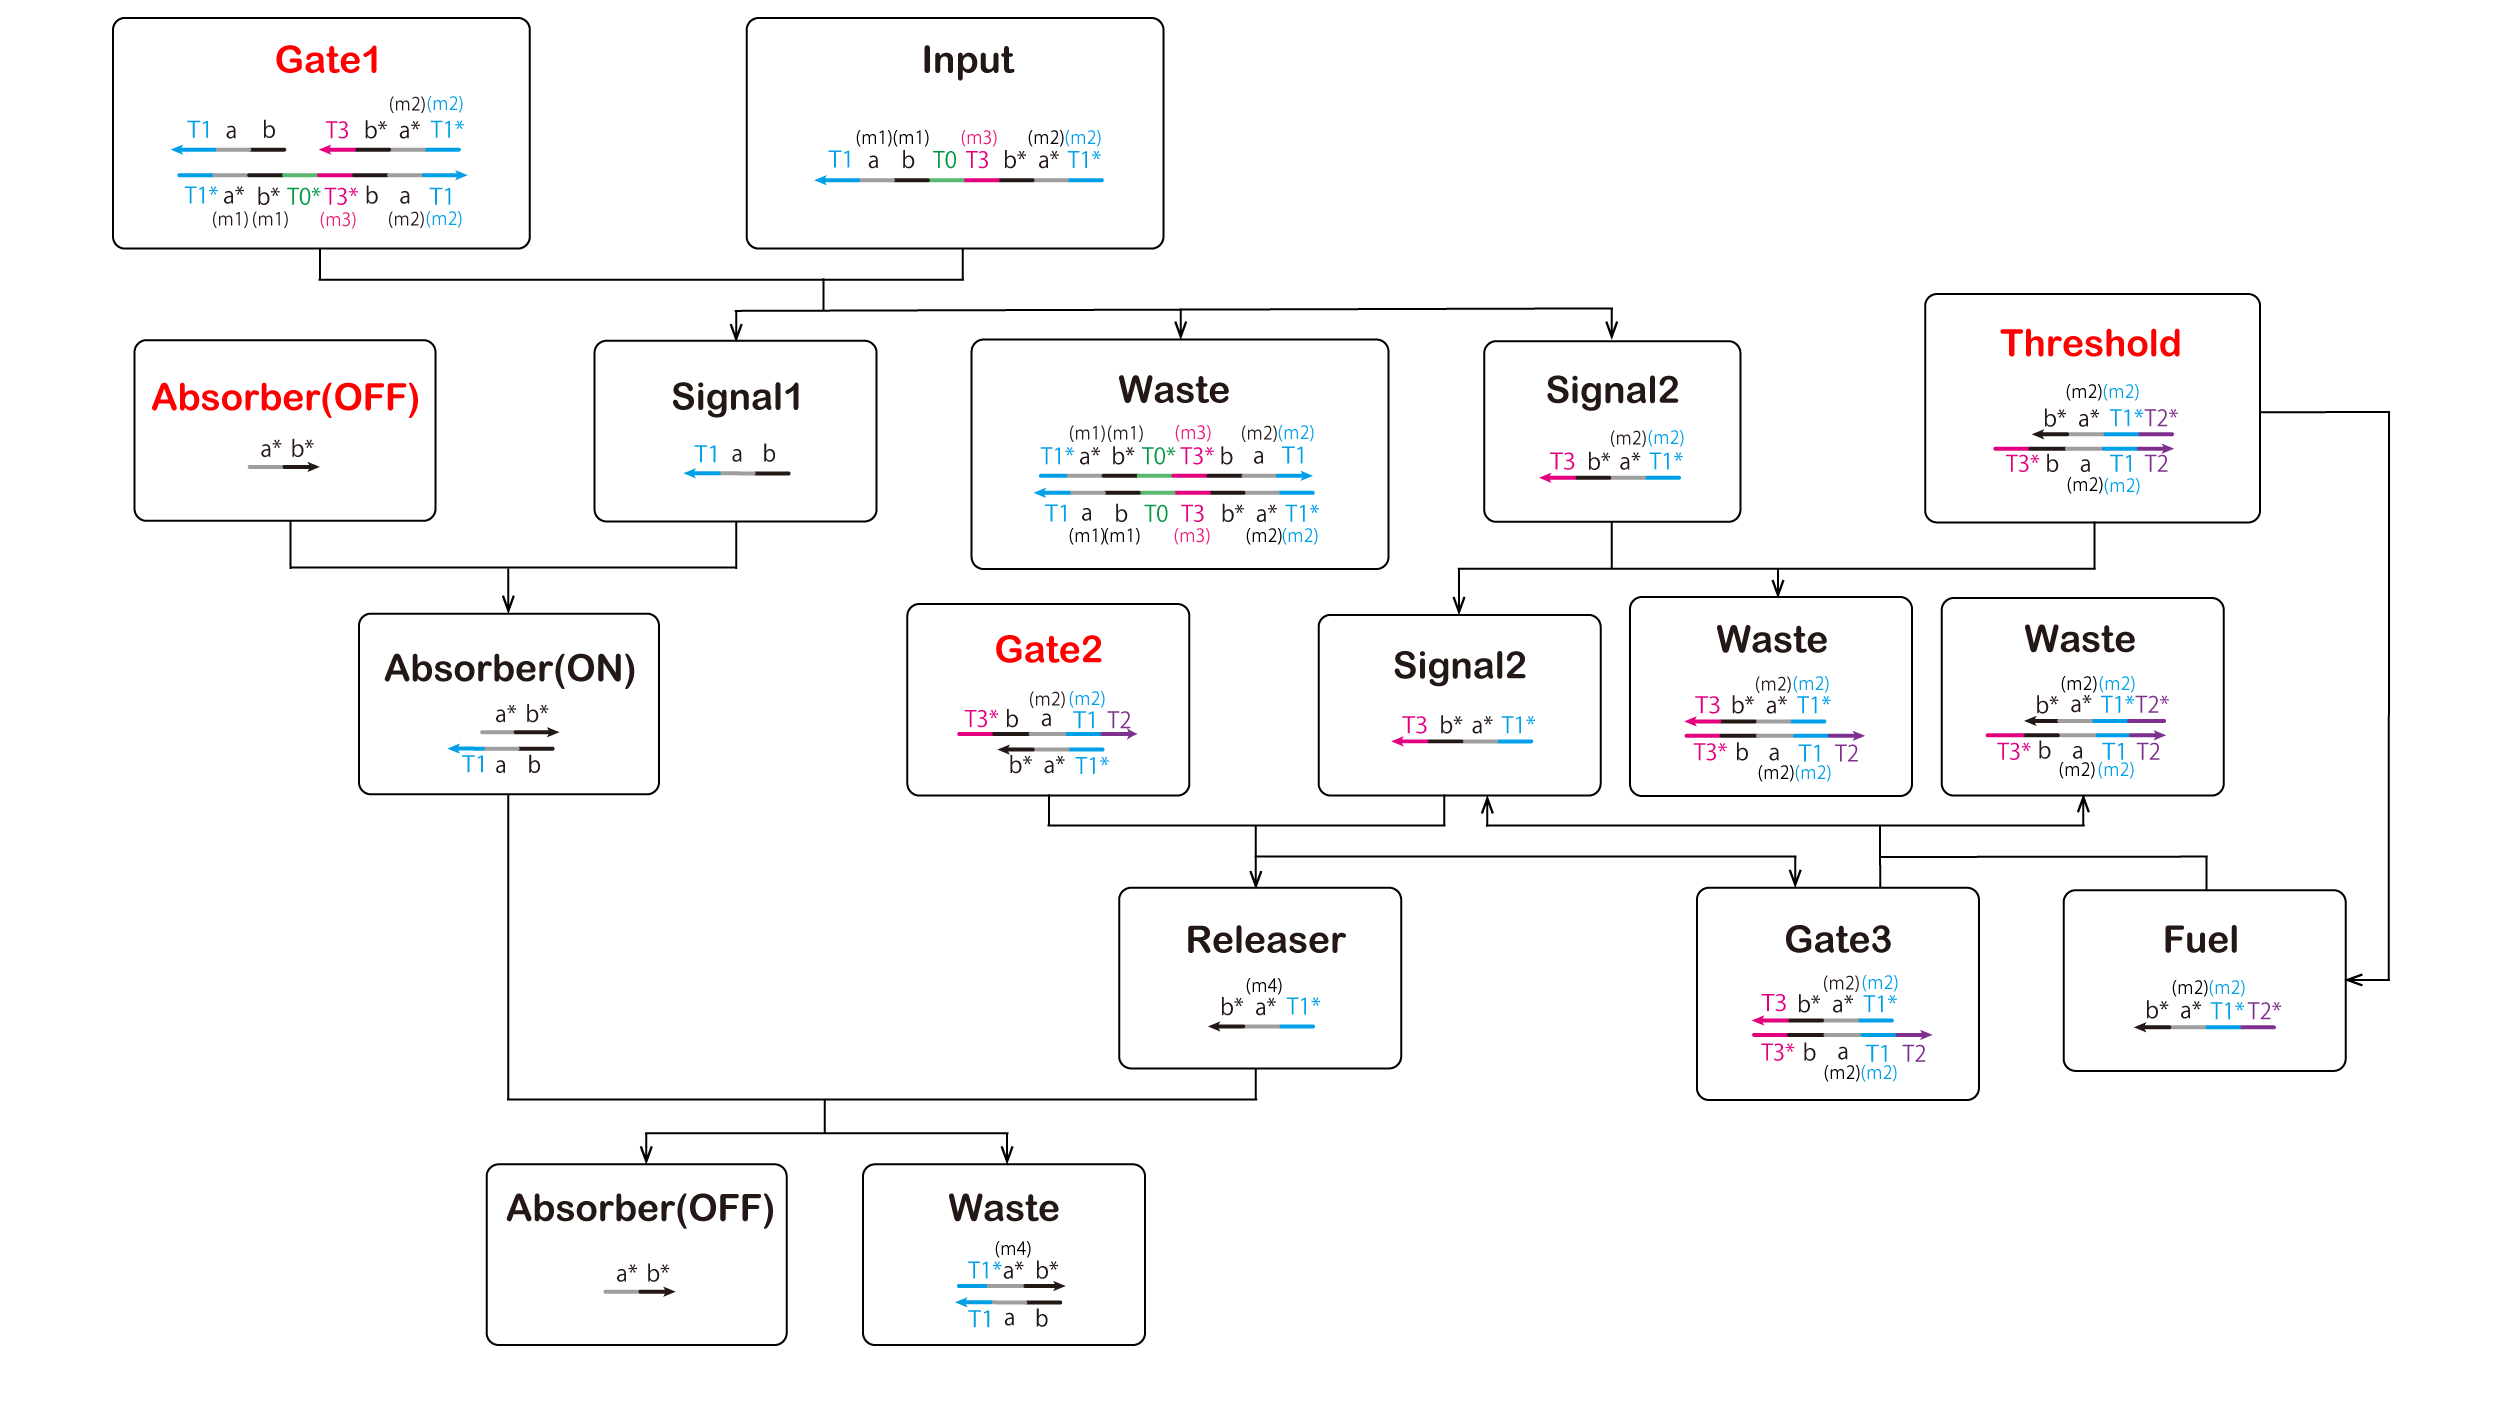 Gate1
(m2)(m2)
T1 a b T3 b* a* T1*
T1* a* b* T0* T3* b a T1
(m1) (m1) (m3) (m2)(m2)
Input
(m1)(m1) (m3) (m2)(m2)
T1 a b T0 T3 b* a* T1*
Absorber(OFF)
a* b*
Signal1
T1 a b
Waste
(m1)(m1) (m3) (m2)(m2)
T1* a* b* T0* T3* b a T1
T1 a b T0 T3 b* a* T1*
(m1)(m1) (m3) (m2)(m2)
Signal2
(m2)(m2)
T3 b* a* T1*
Threshold
(m2)(m2)
b* a* T1*T2*
T3* b a T1 T2
(m2)(m2)
Absorber(ON)
a* b*
T1 a b
Gate2
(m2)(m2)
T3* b a T1 T2
b* a* T1*
Signal2
T3 b* a* T1*
Waste
(m2)(m2)
T3 b* a* T1*
T3* b a T1 T2
(m2)(m2)
Waste
(m2)(m2)
b* a* T1*T2*
T3* b a T1 T2
(m2)(m2)
Releaser
(m4)
b* a* T1*
Gate3
(m2)(m2)
T3 b* a* T1*
T3* b a T1 T2
(m2)(m2)
Fuel
(m2)(m2)
b* a* T1*T2*
Absorber(OFF)
a* b*
Waste
(m4)
T1*a* b*
T1 a b